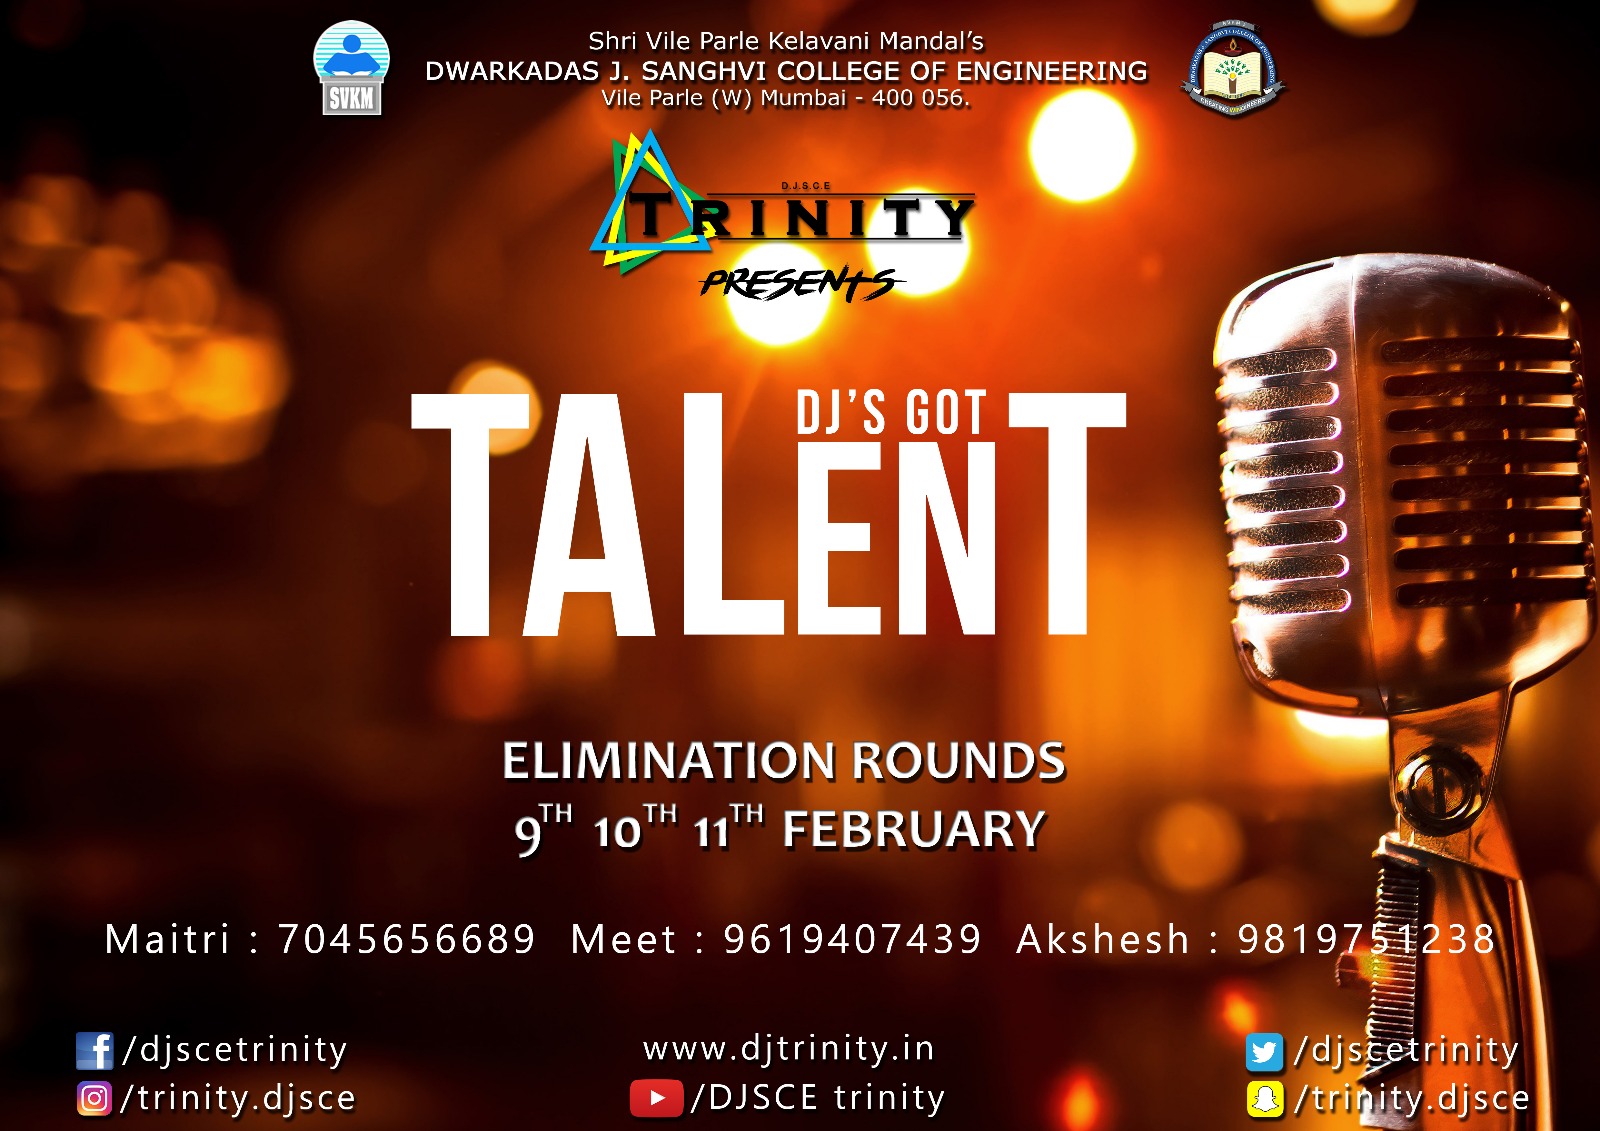 Shri Vile Parle Kelavani Mandal's
DWARKADAS J. SANGHVI COLLEGE OF ENGINEERING
Vile Parle (W) Mumbai - 400 056.
SVKM
D.J.S.C.E
TRINITY
PRESENTS
DJ'S GOT
TALENT
ELIMINATION ROUNDS
9TH 10TH 11TH FEBRUARY
Maitri : 7045656689 Meet : 9619407439 Akshesh : 9819751238
/djscetrinity www.djtrinity.in /djscetrinity
/trinity.djsce /DJSCE trinity /trinity.djsce